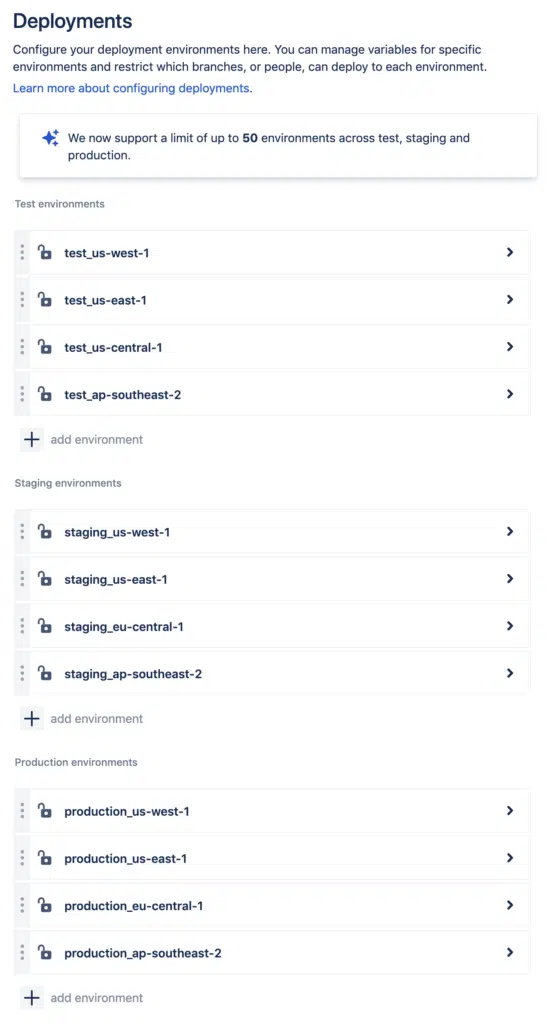 Deployments
Configure your deployment environments here. You can manage variables for specific
environments and restrict which branches, or people, can deploy to each environment.
Learn more about configuring deployments.
We now support a limit of up to 50 environments across test, staging and
production.
Test environments
test_us-west-1
test_us-east-1
test_us-central-1
test_ap-southeast-2
add environment
Staging environments
staging_us-west-1
staging_us-east-1
staging_eu-central-1
staging_ap-southeast-2
add environment
Production environments
production_us-west-1
production_us-east-1
production_eu-central-1
production_ap-southeast-2
add environment